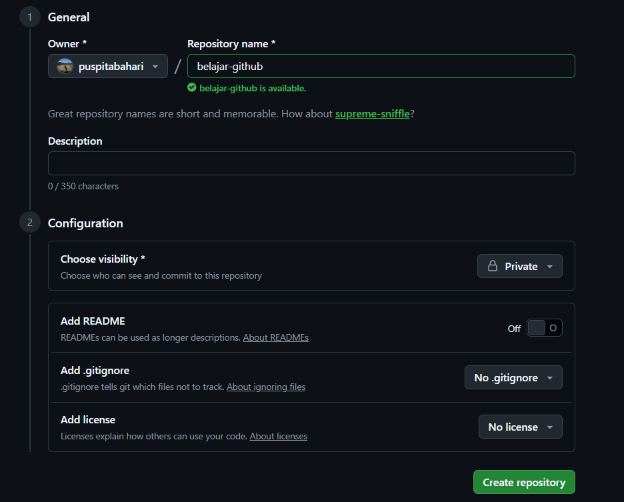 1 General
Owner * Repository name *
puspitabahari / belajar-github
belajar-github is available.
Great repository names are short and memorable. How about supreme-sniffle?
Description
0 / 350 characters
2 Configuration
Choose visibility *
Choose who can see and commit to this repository
Private
Add README
READMEs can be used as longer descriptions. About READMEs
Off
Add .gitignore
.gitignore tells git which files not to track. About ignoring files
No .gitignore
Add license
Licenses explain how others can use your code. About licenses
No license
Create repository